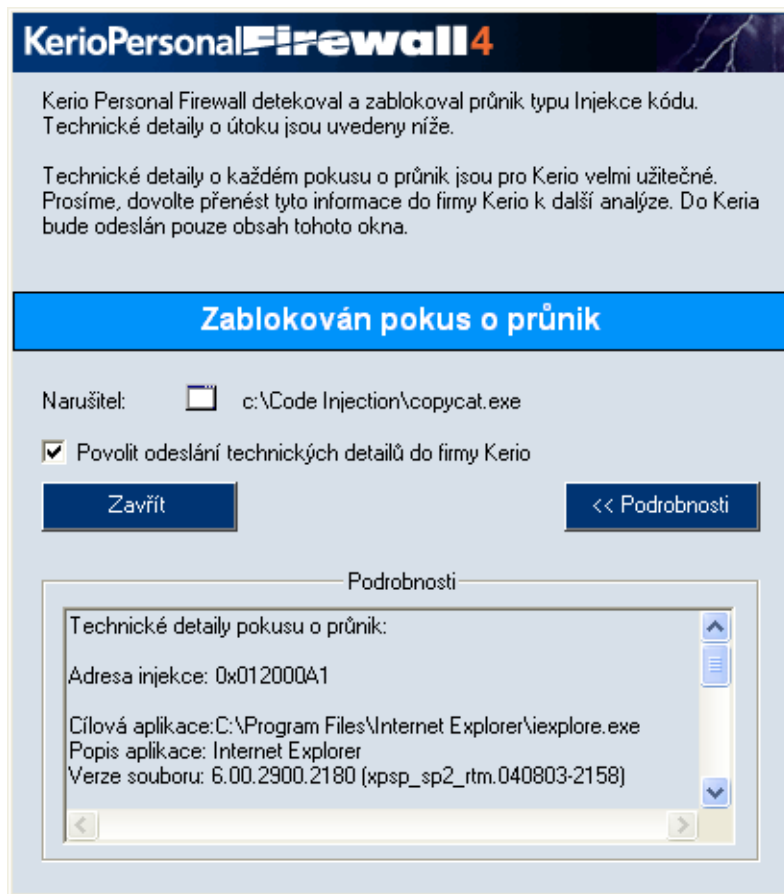 KerioPersonalFirewall4
Kerio Personal Firewall detekoval a zablokoval průnik typu Injekce kódu.
Technické detaily o útoku jsou uvedeny níže.
Technické detaily o každém pokusu o průnik jsou pro Kerio velmi užitečné.
Prosíme, dovolte přenést tyto informace do firmy Kerio k další analýze. Do Keria
bude odeslán pouze obsah tohoto okna.
Zablokován pokus o průnik
Narušitel: c:\Code Injection\copycat.exe
Povolit odeslání technických detailů do firmy Kerio
Zavřít << Podrobnosti
Podrobnosti
Technické detaily pokusu o průnik:
Adresa injekce: 0x012000A1
Cílová aplikace:C:\Program Files\Internet Explorer\iexplore.exe
Popis aplikace: Internet Explorer
Verze souboru: 6.00.2900.2180 (xpsp_sp2_rtm.040803-2158)